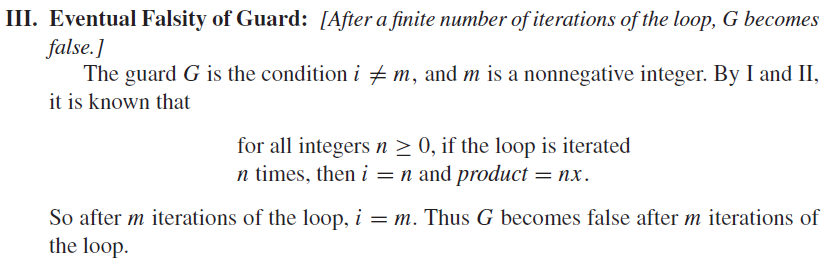 III. Eventual Falsity of Guard: [After a finite number of iterations of the loop, G becomes
false.]
The guard G is the condition i ≠ m, and m is a nonnegative integer. By I and II,
it is known that
for all integers n ≥ 0, if the loop is iterated
n times, then i = n and product = nx.
So after m iterations of the loop, i = m. Thus G becomes false after m iterations of
the loop.